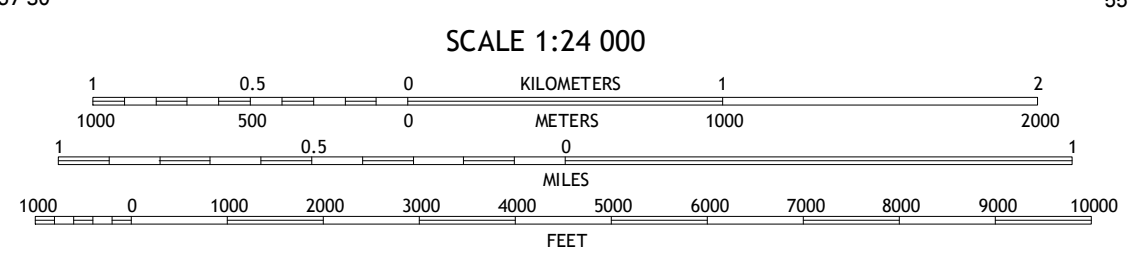 SCALE 1:24 000
1 0.5 0 KILOMETERS 1 2
1000 500 0 METERS 1000 2000
1 0.5 0 1
MILES
1000 0 1000 2000 3000 4000 5000 6000 7000 8000 9000 10000
FEET